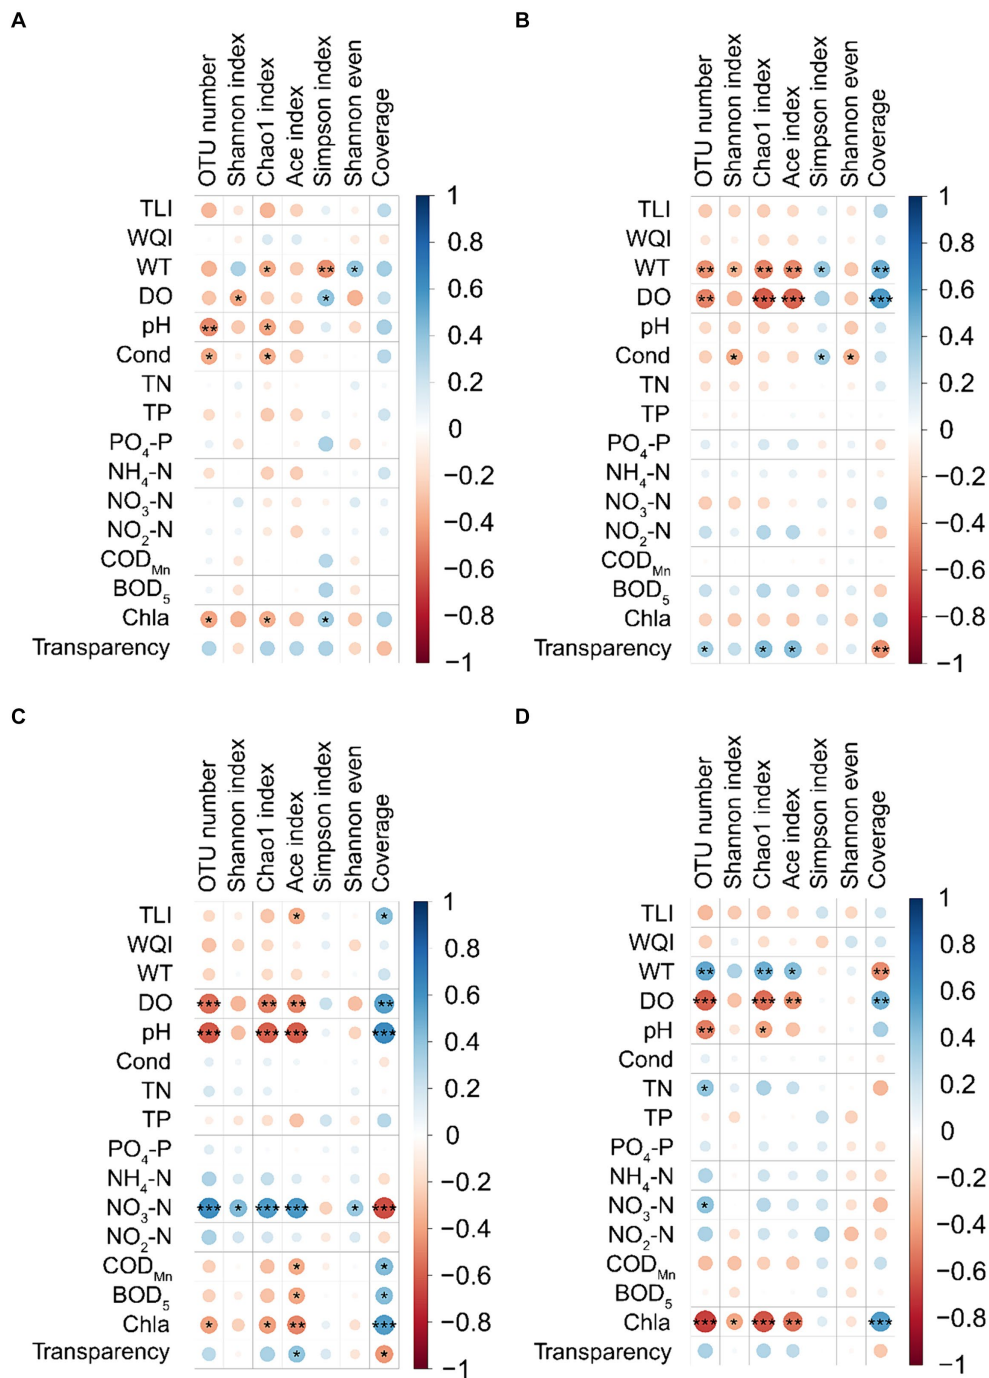 A
OTU number
Shannon index
Chao1 index
Ace index
Simpson index
Shannon even
Coverage
TLI
WQI
WT * ** *
DO * *
pH ** *
Cond * *
TN
TP
PO4-P
NH4-N
NO3-N
NO2-N
CODMn
BOD5
Chla * * *
Transparency
1
0.8
0.6
0.4
0.2
0
−0.2
−0.4
−0.6
−0.8
−1
B
OTU number
Shannon index
Chao1 index
Ace index
Simpson index
Shannon even
Coverage
TLI
WQI
WT ** * ** ** * **
DO ** *** *** ***
pH
Cond * * *
TN
TP
PO4-P
NH4-N
NO3-N
NO2-N
CODMn
BOD5
Chla
Transparency * * * **
1
0.8
0.6
0.4
0.2
0
−0.2
−0.4
−0.6
−0.8
−1
C
OTU number
Shannon index
Chao1 index
Ace index
Simpson index
Shannon even
Coverage
TLI * *
WQI
WT
DO *** ** ** **
pH *** *** *** ***
Cond
TN
TP
PO4-P
NH4-N
NO3-N *** * *** *** * ***
NO2-N
CODMn * *
BOD5 * *
Chla * * ** ***
Transparency * *
1
0.8
0.6
0.4
0.2
0
−0.2
−0.4
−0.6
−0.8
−1
D
OTU number
Shannon index
Chao1 index
Ace index
Simpson index
Shannon even
Coverage
TLI
WQI
WT ** ** * **
DO *** *** ** **
pH ** *
Cond
TN *
TP
PO4-P
NH4-N
NO3-N *
NO2-N
CODMn
BOD5
Chla *** * *** ** ***
Transparency
1
0.8
0.6
0.4
0.2
0
−0.2
−0.4
−0.6
−0.8
−1